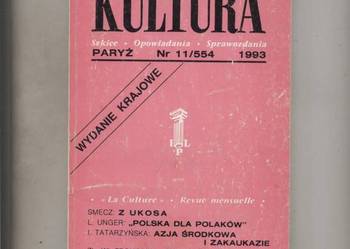 KULTURA
Szkice • Opowiadania • Sprawozdania
PARYŻ Nr 11/554 1993
WYDANIE KRAJOWE
L L
P
• «La Culture» • Revue mensuelle •
SMECZ: Z UKOSA
L. UNGER: „POLSKA DLA POLAKÓW"
I. TATARZYŃSKA: AZJA ŚRODKOWA
I ZAKAUKAZIE